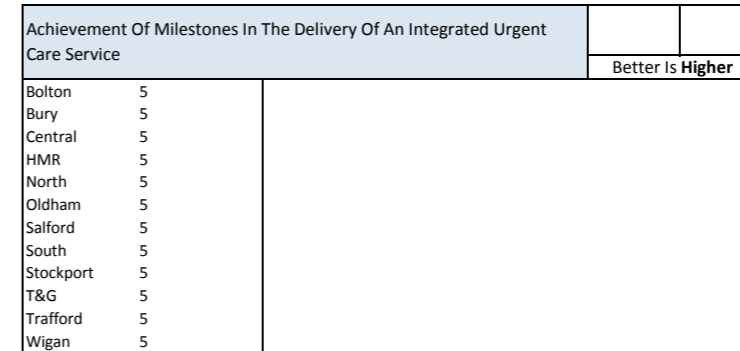 Achievement Of Milestones In The Delivery Of An Integrated Urgent
Care Service
Better Is Higher
Bolton 5
Bury 5
Central 5
HMR 5
North 5
Oldham 5
Salford 5
South 5
Stockport 5
T&G 5
Trafford 5
Wigan 5